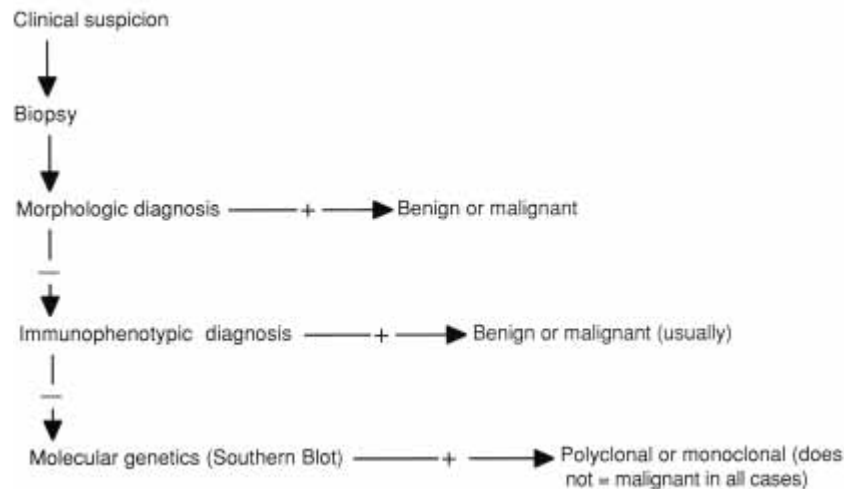 Clinical suspicion
Biopsy
Morphologic diagnosis + Benign or malignant
Immunophenotypic diagnosis + Benign or malignant (usually)
Molecular genetics (Southern Blot) + Polyclonal or monoclonal (does
not = malignant in all cases)